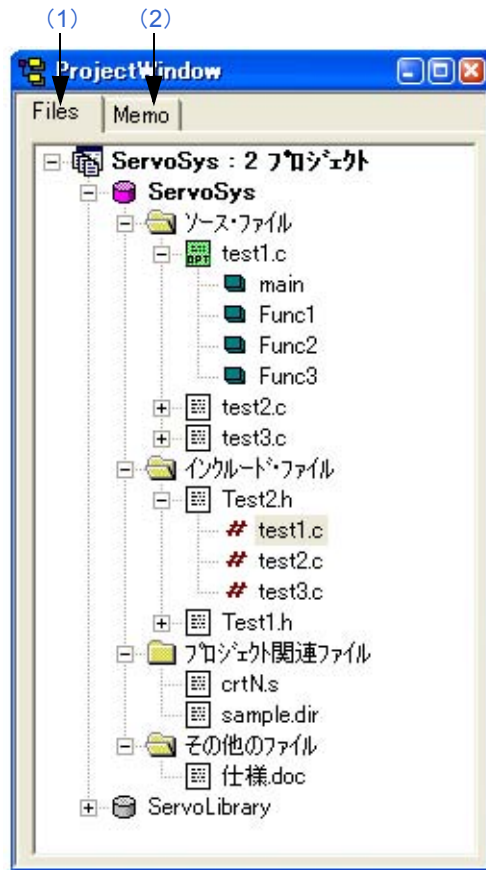 (1) (2)
ProjectWindow
Files Memo
ServoSys : 2 プロジェクト
ServoSys
ソース・ファイル
test1.c
main
Func1
Func2
Func3
test2.c
test3.c
インクルード・ファイル
Test2.h
test1.c
test2.c
test3.c
Test1.h
プロジェクト関連ファイル
crtN.s
sample.dir
その他のファイル
仕様.doc
ServoLibrary